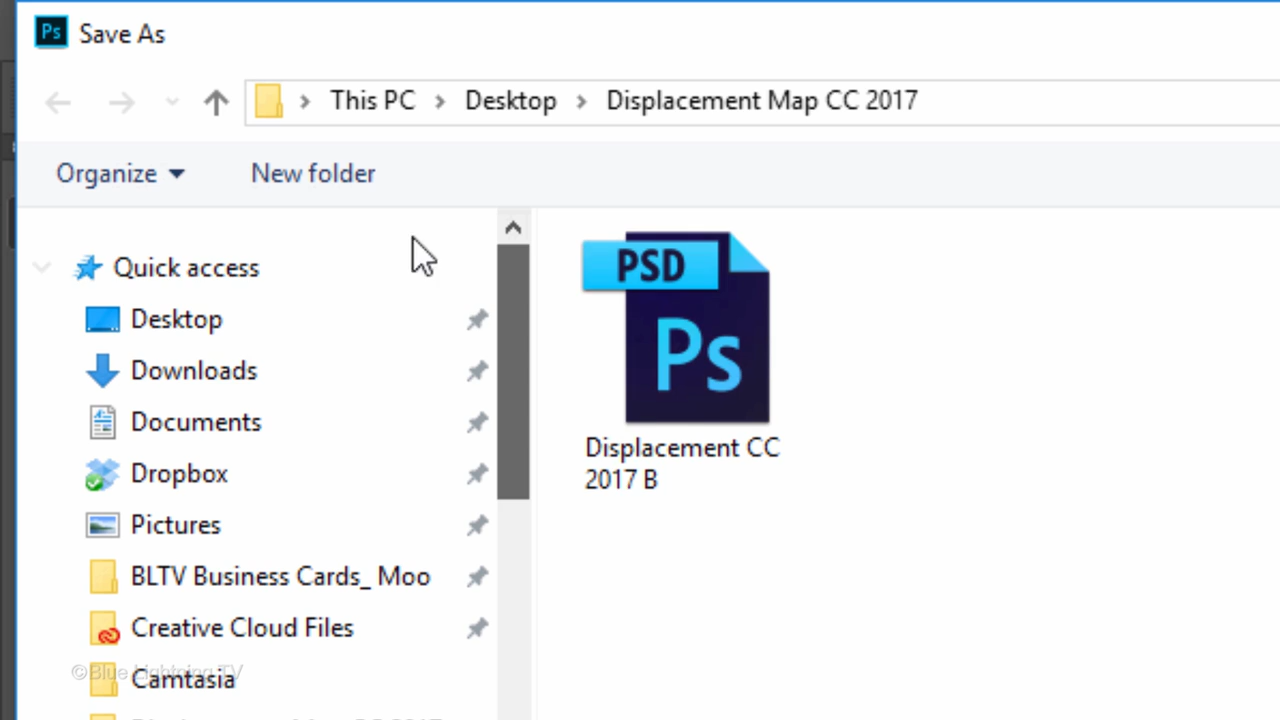 Ps Save As
This PC > Desktop > Displacement Map CC 2017
Organize New folder
Quick access
Desktop
Downloads
Documents
Dropbox
Pictures
BLTV Business Cards_ Moo
Creative Cloud Files
Camtasia
©Blue Lightning TV
PSD
Ps
Displacement CC
2017 B